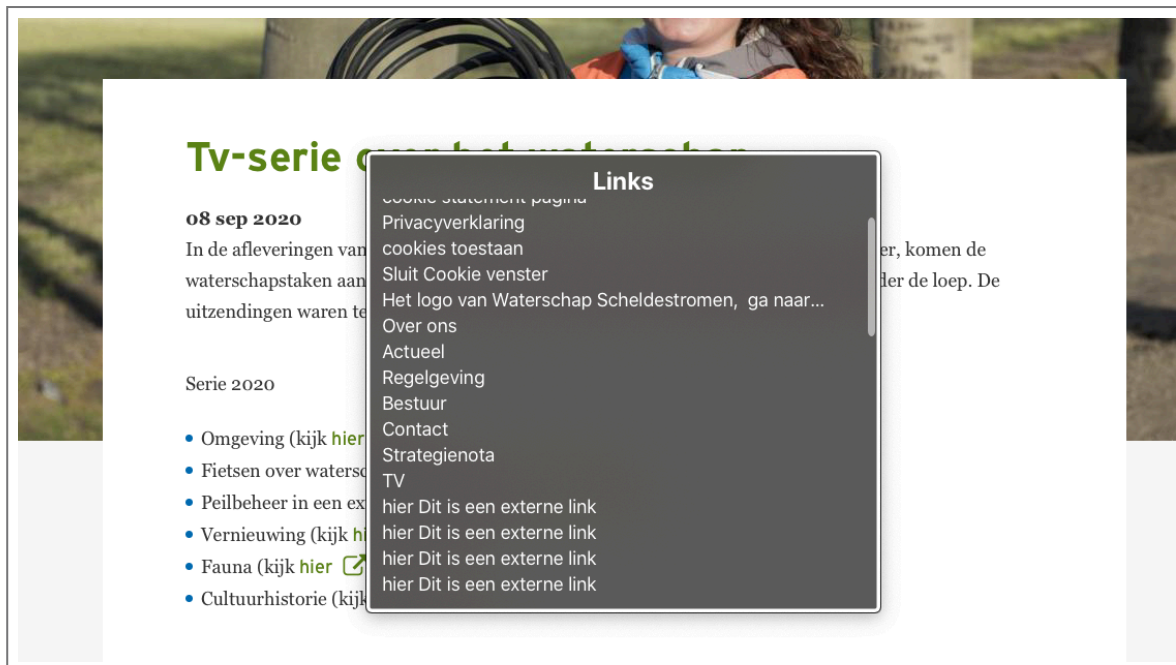 Tv-serie
08 sep 2020
In de afleveringen van
er, komen de
waterschapstaken aan
der de loep. De
uitzendingen waren te
Serie 2020
Omgeving (kijk hier
Fietsen over
Peilbeheer in een
Vernieuwing (kijk
Fauna (kijk hier
Cultuurhistorie (kijk
Links
cookie statement pagina
Privacyverklaring
cookies toestaan
Sluit Cookie venster
Het logo van Waterschap Scheldestromen, ga naar...
Over ons
Actueel
Regelgeving
Bestuur
Contact
Strategienota
TV
hier Dit is een externe link
hier Dit is een externe link
hier Dit is een externe link
hier Dit is een externe link